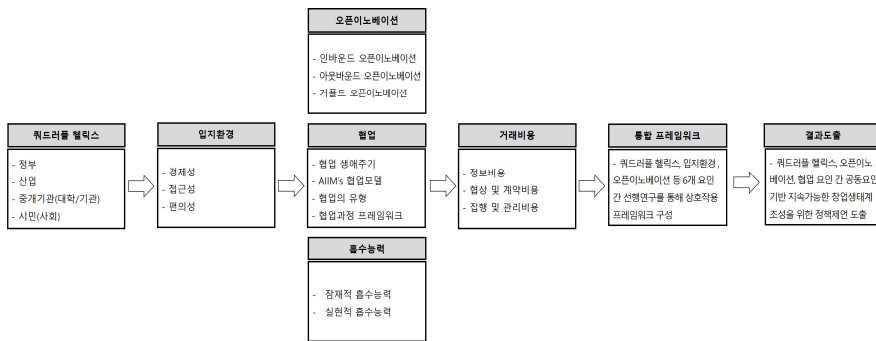 오픈이노베이션
- 인바운드 오픈이노베이션
- 아웃바운드 오픈이노베이션
- 커플드 오픈이노베이션
쿼드러플 헬릭스
- 정부
- 산업
- 중개기관(대학/기관)
- 시민(사회)
입지환경
- 경제성
- 접근성
- 편의성
협업
- 협업 생애주기
- AIIM's 협업모델
- 협업의 유형
- 협업과정 프레임워크
흡수능력
- 잠재적 흡수능력
- 실현적 흡수능력
거래비용
- 정보비용
- 협상 및 계약비용
- 집행 및 관리비용
통합 프레임워크
- 쿼드러플 헬릭스, 입지환경,
오픈이노베이션 등 6개 요인
간 선행연구를 통해 상호작용
프레임워크 구성
결과도출
- 쿼드러플 헬릭스, 오픈이노
베이션, 협업 요인 간 공동요인
기반 지속가능한 창업생태계
조성을 위한 정책제언 도출